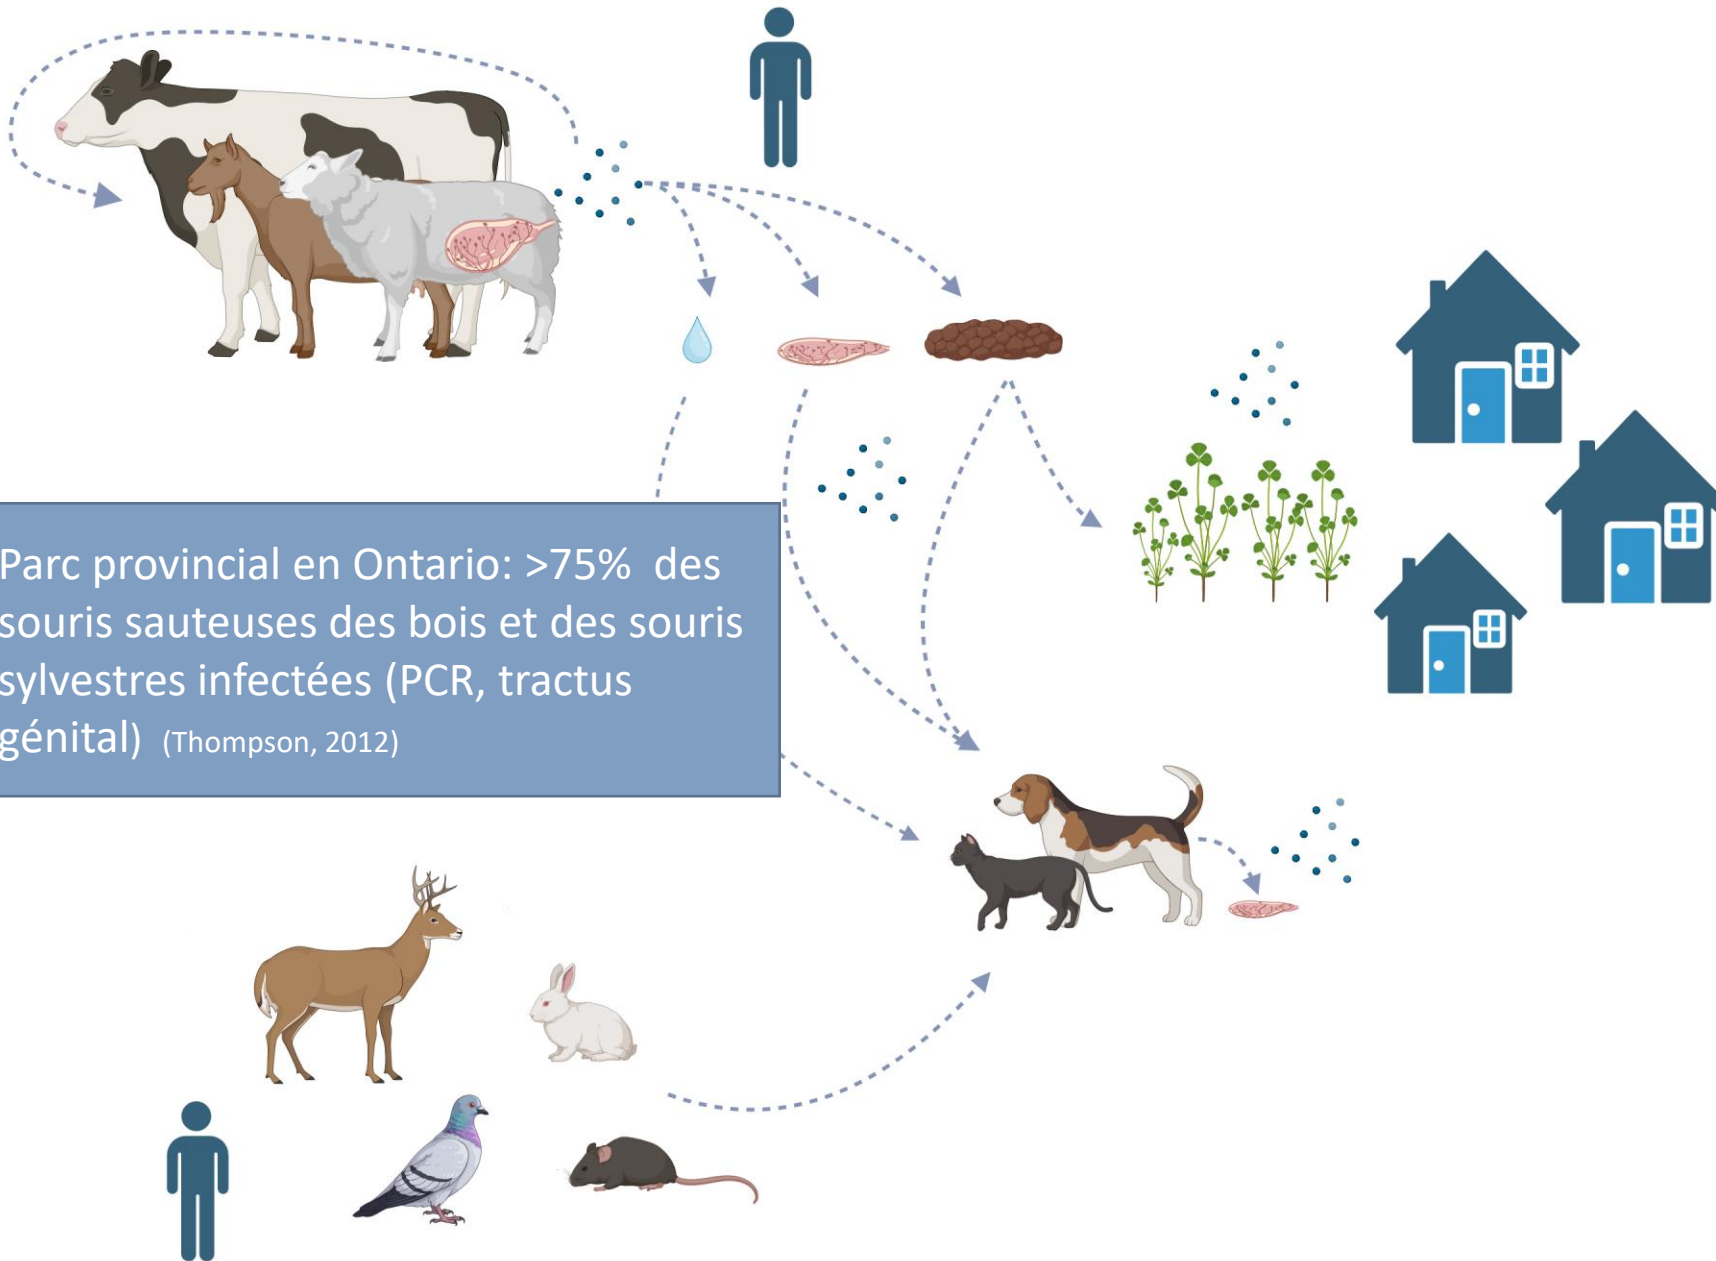 Parc provincial en Ontario: >75% des
souris sauteuses des bois et des souris
sylvestres infectées (PCR, tractus
génital) (Thompson, 2012)